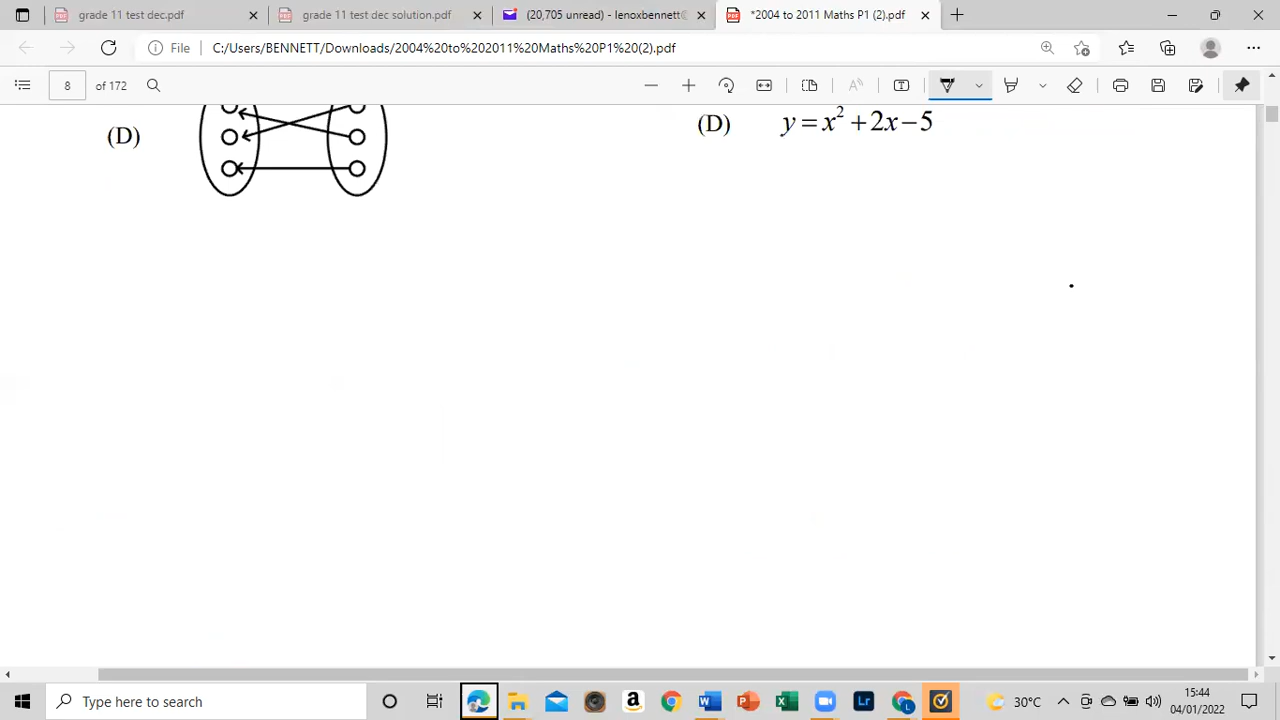 grade 11 test dec.pdf
grade 11 test dec solution.pdf
(20,705 unread) - lenoxbennett@
*2004 to 2011 Maths P1 (2).pdf
File
C:/Users/BENNETT/Downloads/2004%20to%202011%20Maths%20P1%20(2).pdf
8 of 172
(D)
(D) y = x² + 2x − 5
Type here to search
30°C
15:44
04/01/2022